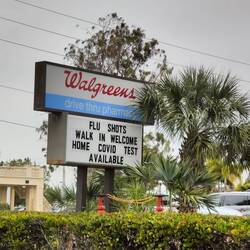 Walgreens
drive thru pharmacy
FLU SHOTS
WALK IN WELCOME
HOME COVID TEST
AVAILABLE